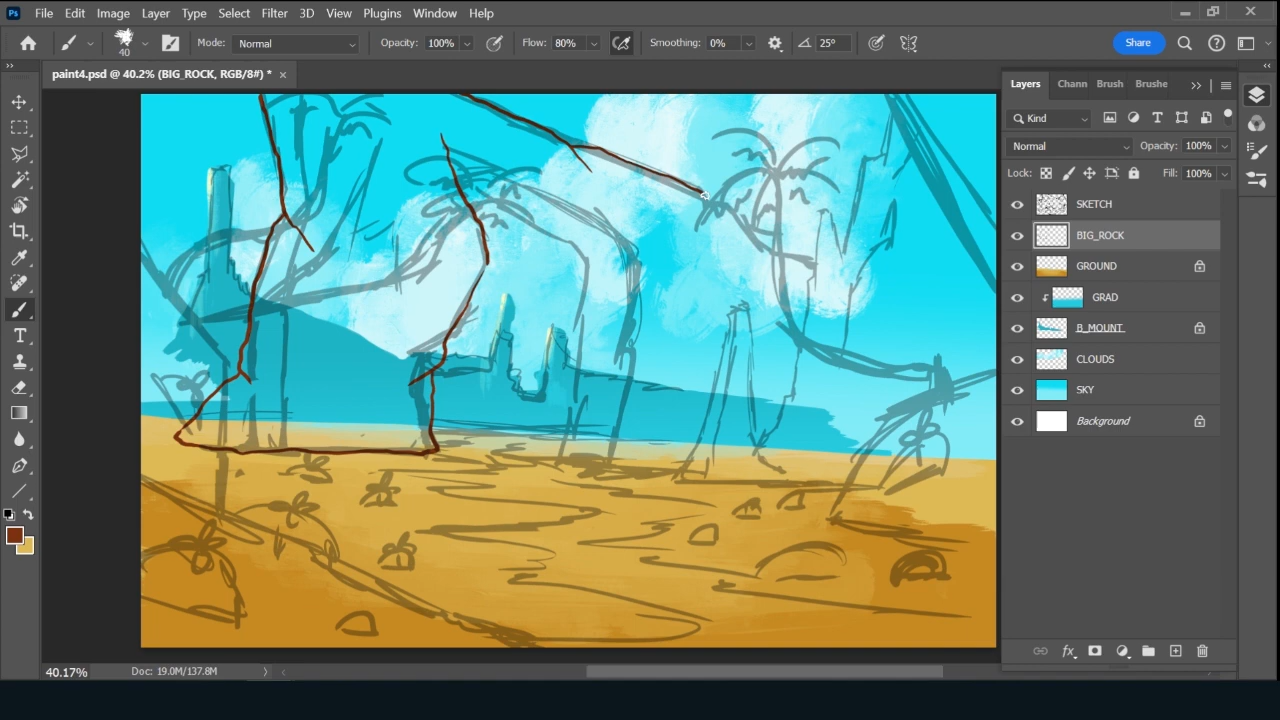 Ps File Edit Image Layer Type Select Filter 3D View Plugins Window Help
40 Mode: Normal Opacity: 100% Flow: 80% Smoothing: 0% 25° Share
paint4.psd @ 40.2% (BIG_ROCK, RGB/8#) *
Layers Chann Brush Brushe
Kind
Normal Opacity: 100%
Lock: Fill: 100%
SKETCH
BIG_ROCK
GROUND
GRAD
B_MOUNT
CLOUDS
SKY
Background
fx
40.17% Doc: 19.0M/137.8M